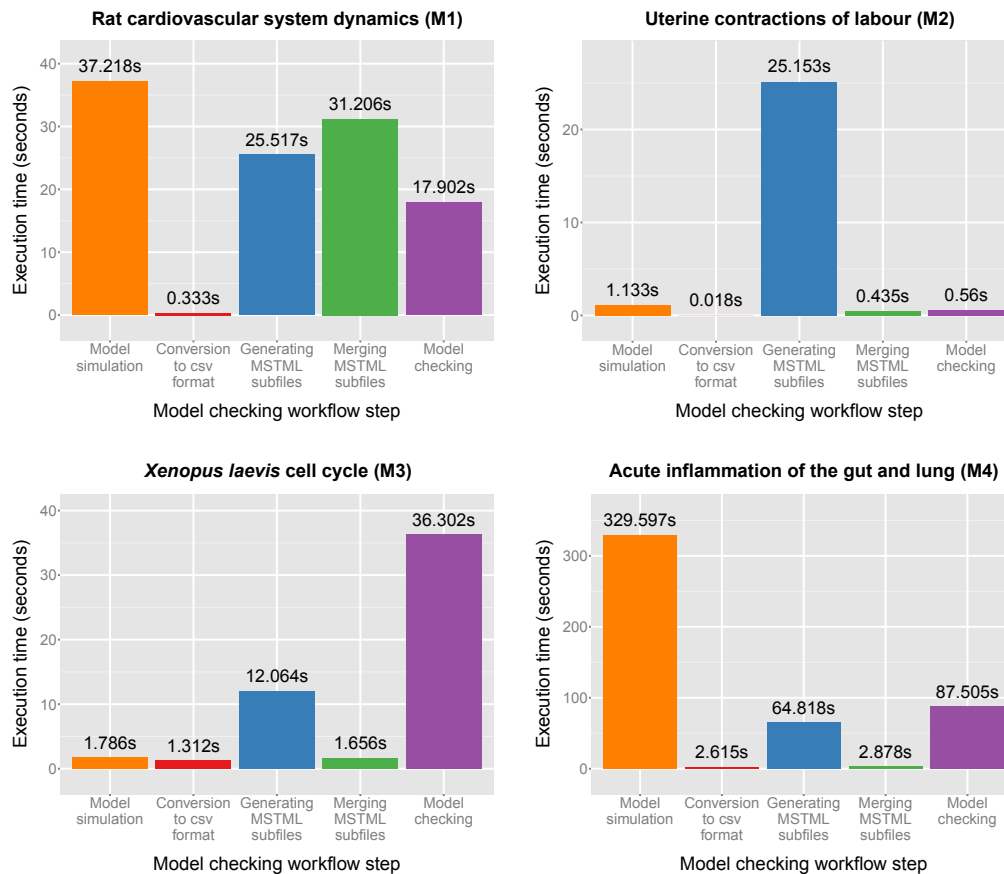 Rat cardiovascular system dynamics (M1)
Execution time (seconds)
40
30
20
10
0
37.218s
0.333s
25.517s
31.206s
17.902s
Model
simulation
Conversion
to csv
format
Generating
MSTML
subfiles
Merging
MSTML
subfiles
Model
checking
Model checking workflow step
Uterine contractions of labour (M2)
Execution time (seconds)
20
10
0
1.133s
0.018s
25.153s
0.435s
0.56s
Model
simulation
Conversion
to csv
format
Generating
MSTML
subfiles
Merging
MSTML
subfiles
Model
checking
Model checking workflow step
Xenopus laevis cell cycle (M3)
Execution time (seconds)
40
30
20
10
0
1.786s
1.312s
12.064s
1.656s
36.302s
Model
simulation
Conversion
to csv
format
Generating
MSTML
subfiles
Merging
MSTML
subfiles
Model
checking
Model checking workflow step
Acute inflammation of the gut and lung (M4)
Execution time (seconds)
300
200
100
0
329.597s
2.615s
64.818s
2.878s
87.505s
Model
simulation
Conversion
to csv
format
Generating
MSTML
subfiles
Merging
MSTML
subfiles
Model
checking
Model checking workflow step